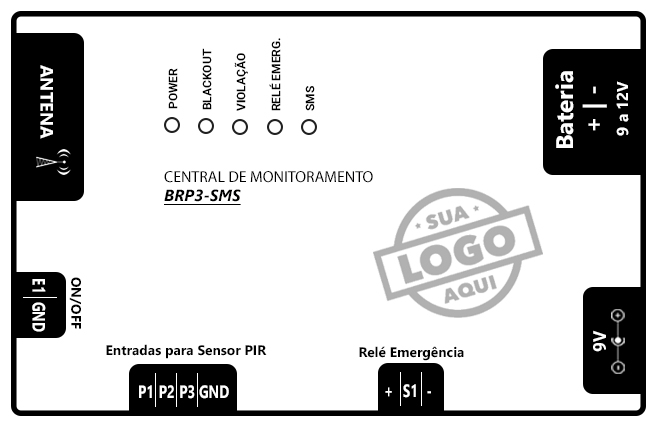 ANTENA
POWER
BLACKOUT
VIOLAÇÃO
RELÉ EMERG.
SMS
Bateria
+ | -
9 a 12V
CENTRAL DE MONITORAMENTO
BRP3-SMS
SUA
LOGO
AQUI
E1 | GND
ON/OFF
9V
+
-
Entradas para Sensor PIR
P1 | P2 | P3 | GND
Relé Emergência
+ | S1 | -